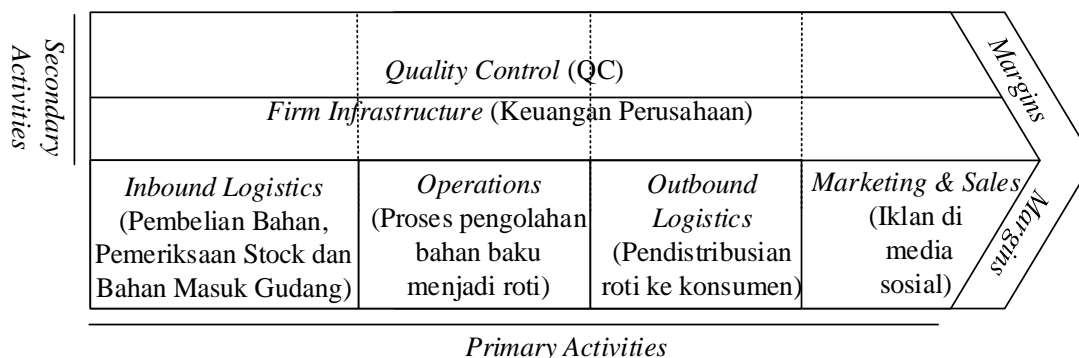 Secondary
Activities
Quality Control (QC)
Firm Infrastructure (Keuangan Perusahaan)
Margins
Inbound Logistics
(Pembelian Bahan,
Pemeriksaan Stock dan
Bahan Masuk Gudang)
Operations
(Proses pengolahan
bahan baku
menjadi roti)
Outbound
Logistics
(Pendistribusian
roti ke konsumen)
Marketing & Sales
(Iklan di
media
sosial)
Margins
Primary Activities